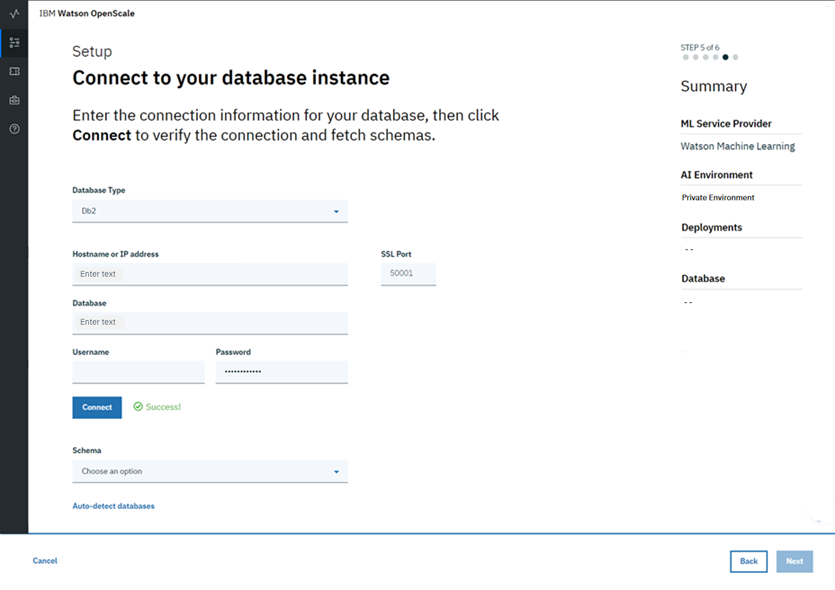 IBM Watson OpenScale
Setup
Connect to your database instance
Enter the connection information for your database, then click
Connect to verify the connection and fetch schemas.
Database Type
Db2
Hostname or IP address
SSL Port
Enter text
50001
Database
Enter text
Username
Password
••••••••••••
Connect
Success!
Schema
Choose an option
Auto-detect databases
STEP 5 of 6
Summary
ML Service Provider
Watson Machine Learning
AI Environment
Private Environment
Deployments
--
Database
--
Cancel
Back
Next